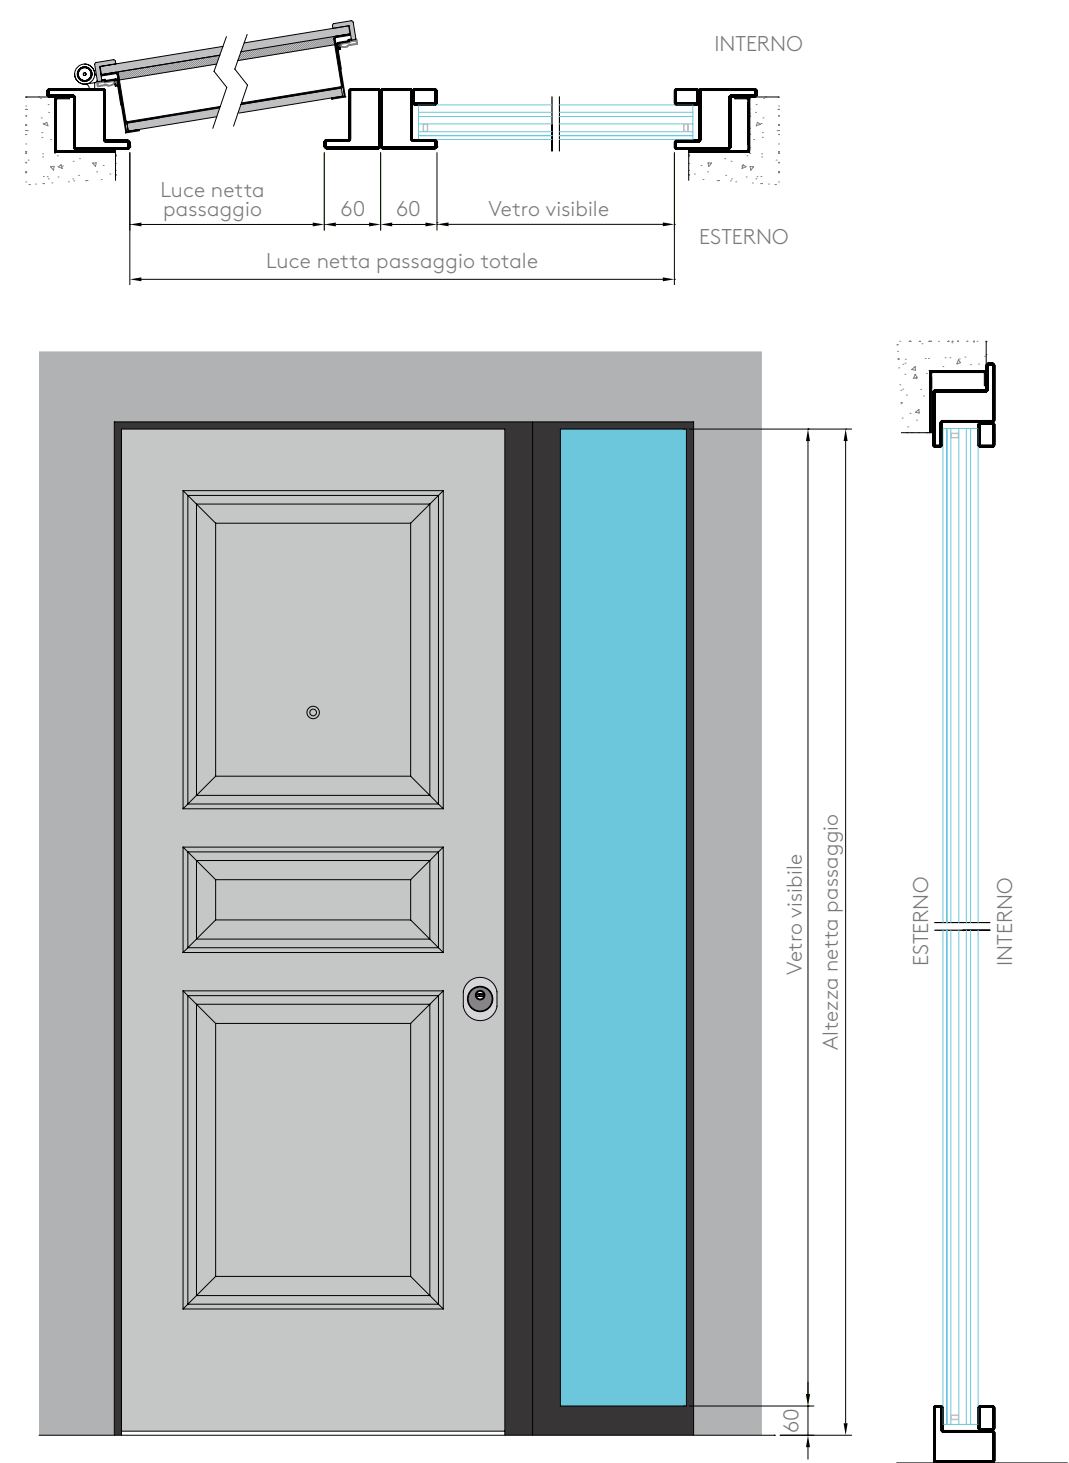 INTERNO
Luce netta
passaggio
60
60
Vetro visibile
ESTERNO
Luce netta passaggio totale
Vetro visibile
Altezza netta passaggio
60
ESTERNO
INTERNO